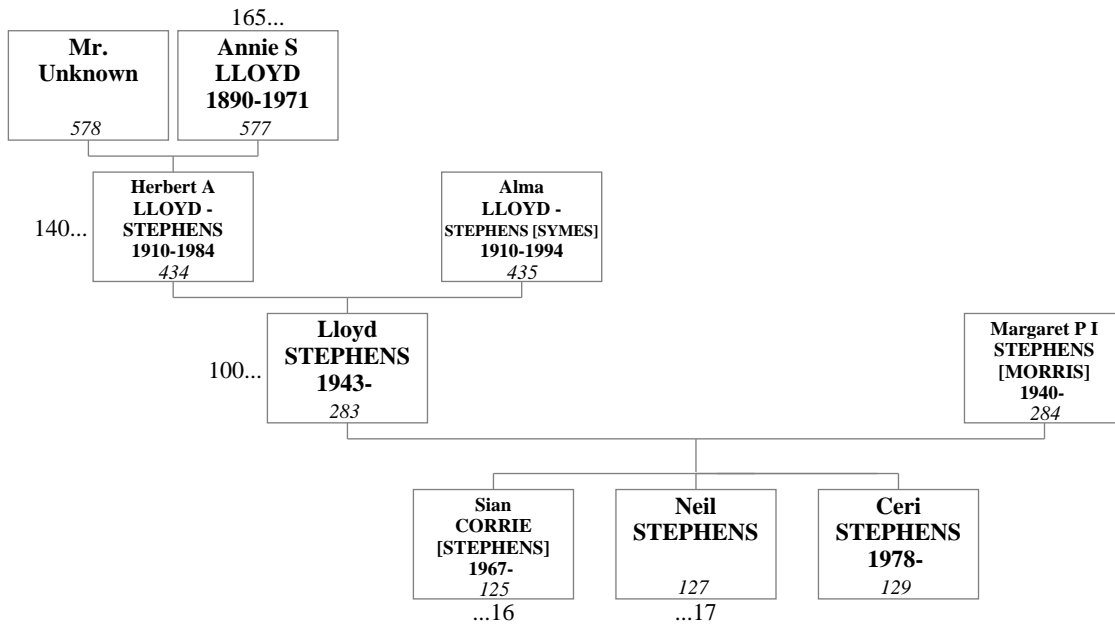 165...
Mr.
Unknown
578
Annie S
LLOYD
1890-1971
577
140...
Herbert A
LLOYD -
STEPHENS
1910-1984
434
Alma
LLOYD -
STEPHENS [SYMES]
1910-1994
435
100...
Lloyd
STEPHENS
1943-
283
Margaret P I
STEPHENS
[MORRIS]
1940-
284
Sian
CORRIE
[STEPHENS]
1967-
125
...16
Neil
STEPHENS
127
...17
Ceri
STEPHENS
1978-
129